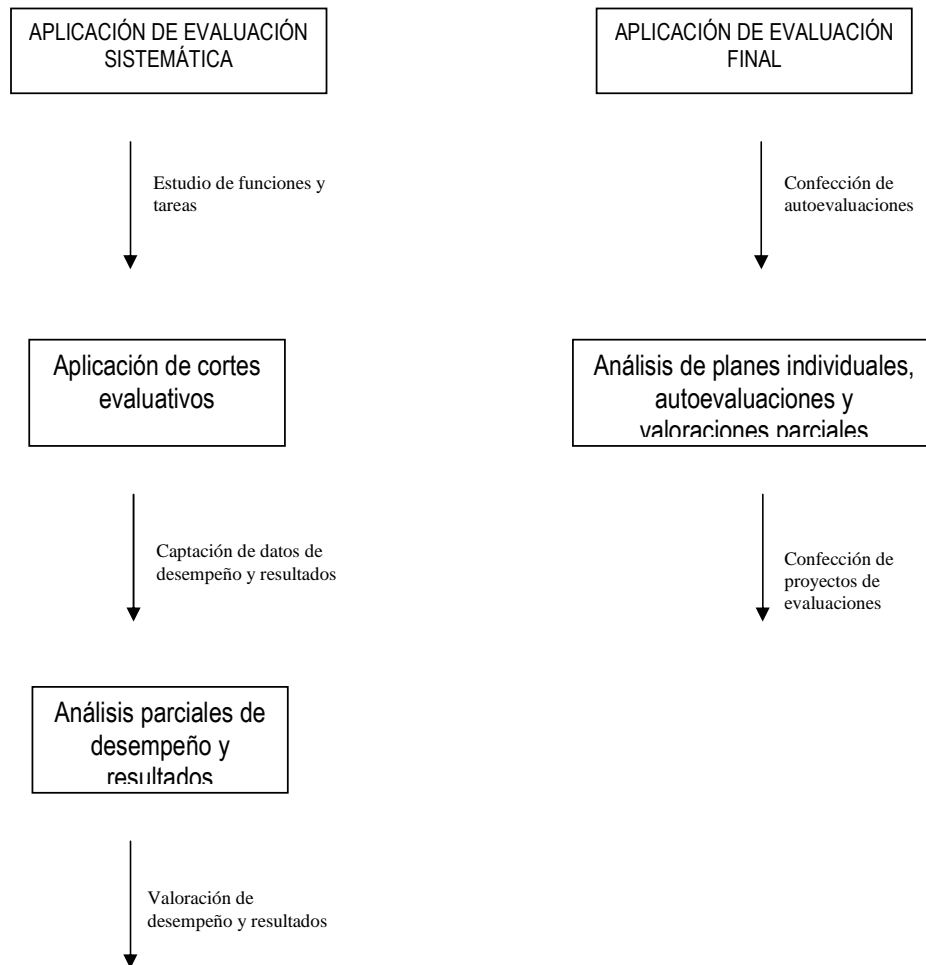 APLICACIÓN DE EVALUACIÓN
SISTEMÁTICA
Estudio de funciones y
tareas
Aplicación de cortes
evaluativos
Captación de datos de
desempeño y resultados
Análisis parciales de
desempeño y
resultados
Valoración de
desempeño y resultados
APLICACIÓN DE EVALUACIÓN
FINAL
Confección de
autoevaluaciones
Análisis de planes individuales,
autoevaluaciones y
valoraciones parciales
Confección de
proyectos de
evaluaciones